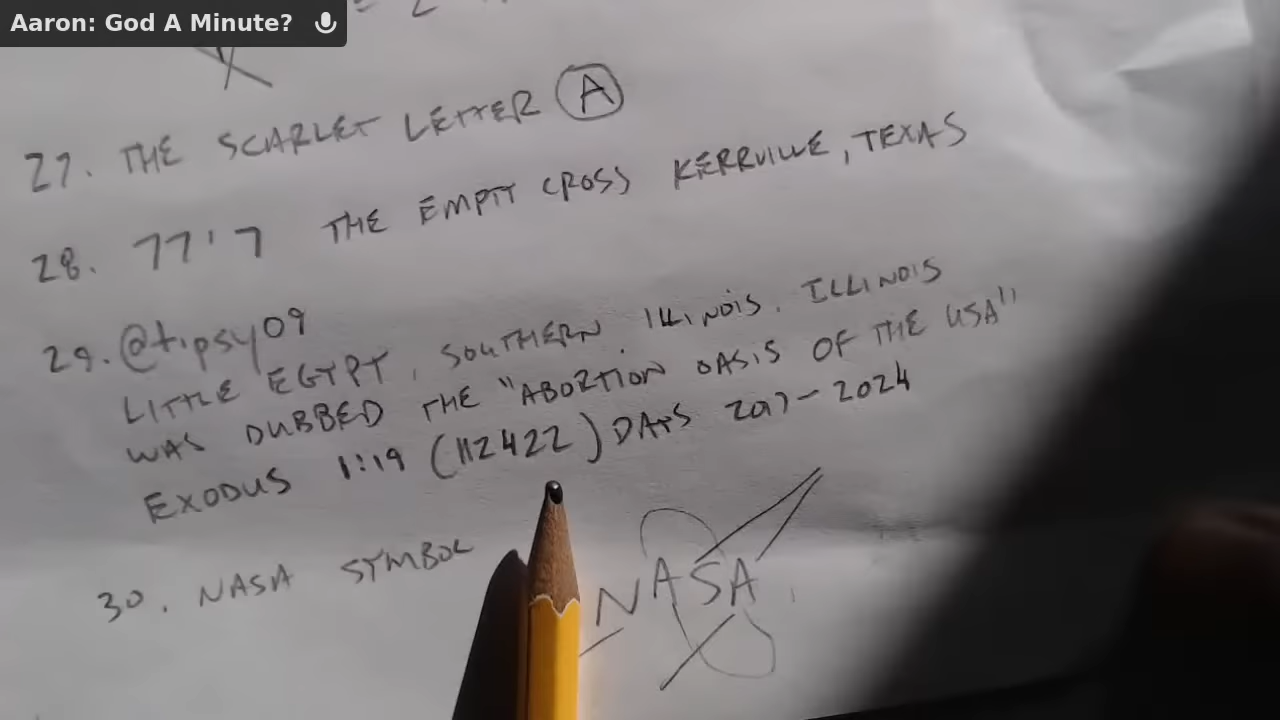 Aaron: God A Minute?
27. THE SCARLET LETTER A
28. 77'7 THE EMPTY CROSS KERRVILLE, TEXAS
29. @tipsy09
LITTLE EGYPT, SOUTHERN ILLINOIS. ILLINOIS
WAS DUBBED THE "ABORTION OASIS OF THE USA"
EXODUS 1:19 (112422) DAYS 2017-2024
30. NASA SYMBOL
NASA